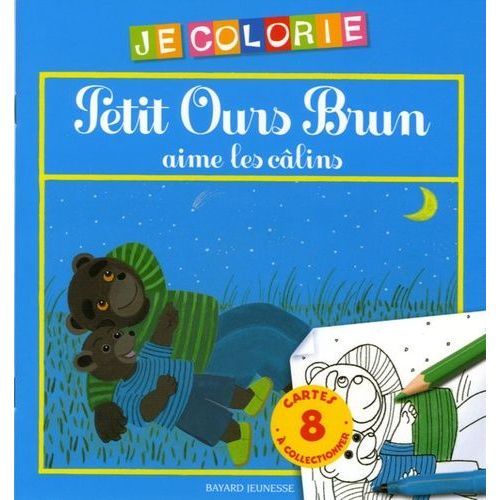 JE COLORIE
Petit Ours Brun
aime les câlins
CARTES
8
À COLLECTIONNER
BAYARD JEUNESSE